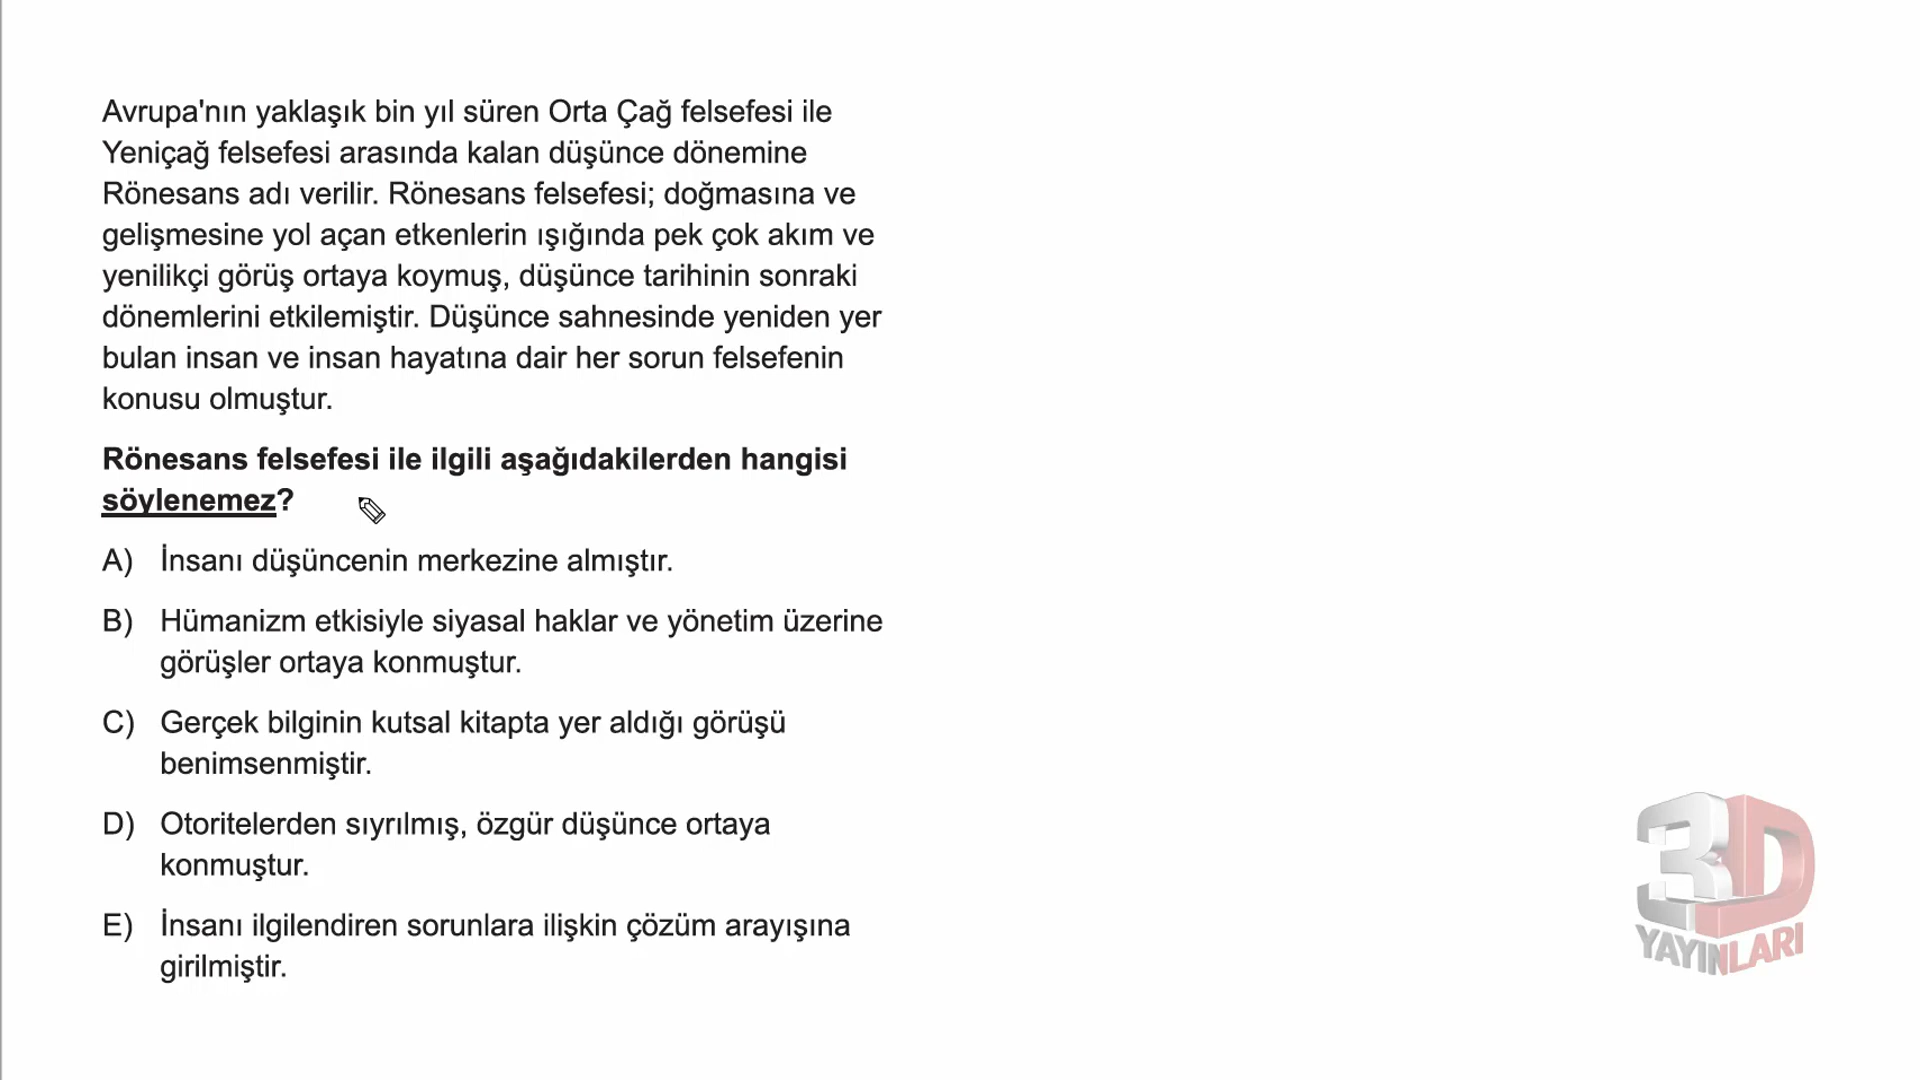 Avrupa'nın yaklaşık bin yıl süren Orta Çağ felsefesi ile
Yeniçağ felsefesi arasında kalan düşünce dönemine
Rönesans adı verilir. Rönesans felsefesi; doğmasına ve
gelişmesine yol açan etkenlerin ışığında pek çok akım ve
yenilikçi görüş ortaya koymuş, düşünce tarihinin sonraki
dönemlerini etkilemiştir. Düşünce sahnesinde yeniden yer
bulan insan ve insan hayatına dair her sorun felsefenin
konusu olmuştur.
Rönesans felsefesi ile ilgili aşağıdakilerden hangisi
söylenemez?
A) İnsanı düşüncenin merkezine almıştır.
B) Hümanizm etkisiyle siyasal haklar ve yönetim üzerine
görüşler ortaya konmuştur.
C) Gerçek bilginin kutsal kitapta yer aldığı görüşü
benimsenmiştir.
D) Otoritelerden sıyrılmış, özgür düşünce ortaya
konmuştur.
E) İnsanı ilgilendiren sorunlara ilişkin çözüm arayışına
girilmiştir.
3D
YAYINLARI